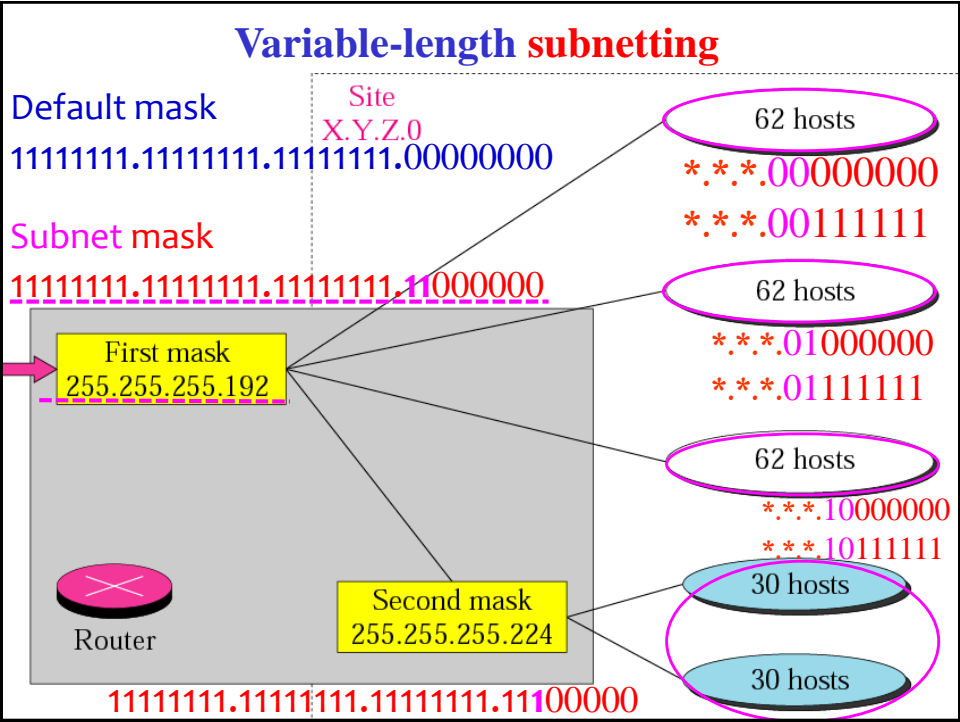 Variable-length subnetting
Default mask
11111111.11111111.11111111.00000000
Site
X.Y.Z.0
Subnet mask
11111111.11111111.11111111.11000000
First mask
255.255.255.192
62 hosts
*.*.*.00000000
*.*.*.00111111
62 hosts
*.*.*.01000000
*.*.*.01111111
62 hosts
*.*.*.10000000
*.*.*.10111111
Router
Second mask
255.255.255.224
30 hosts
30 hosts
11111111.11111111.11111111.11100000